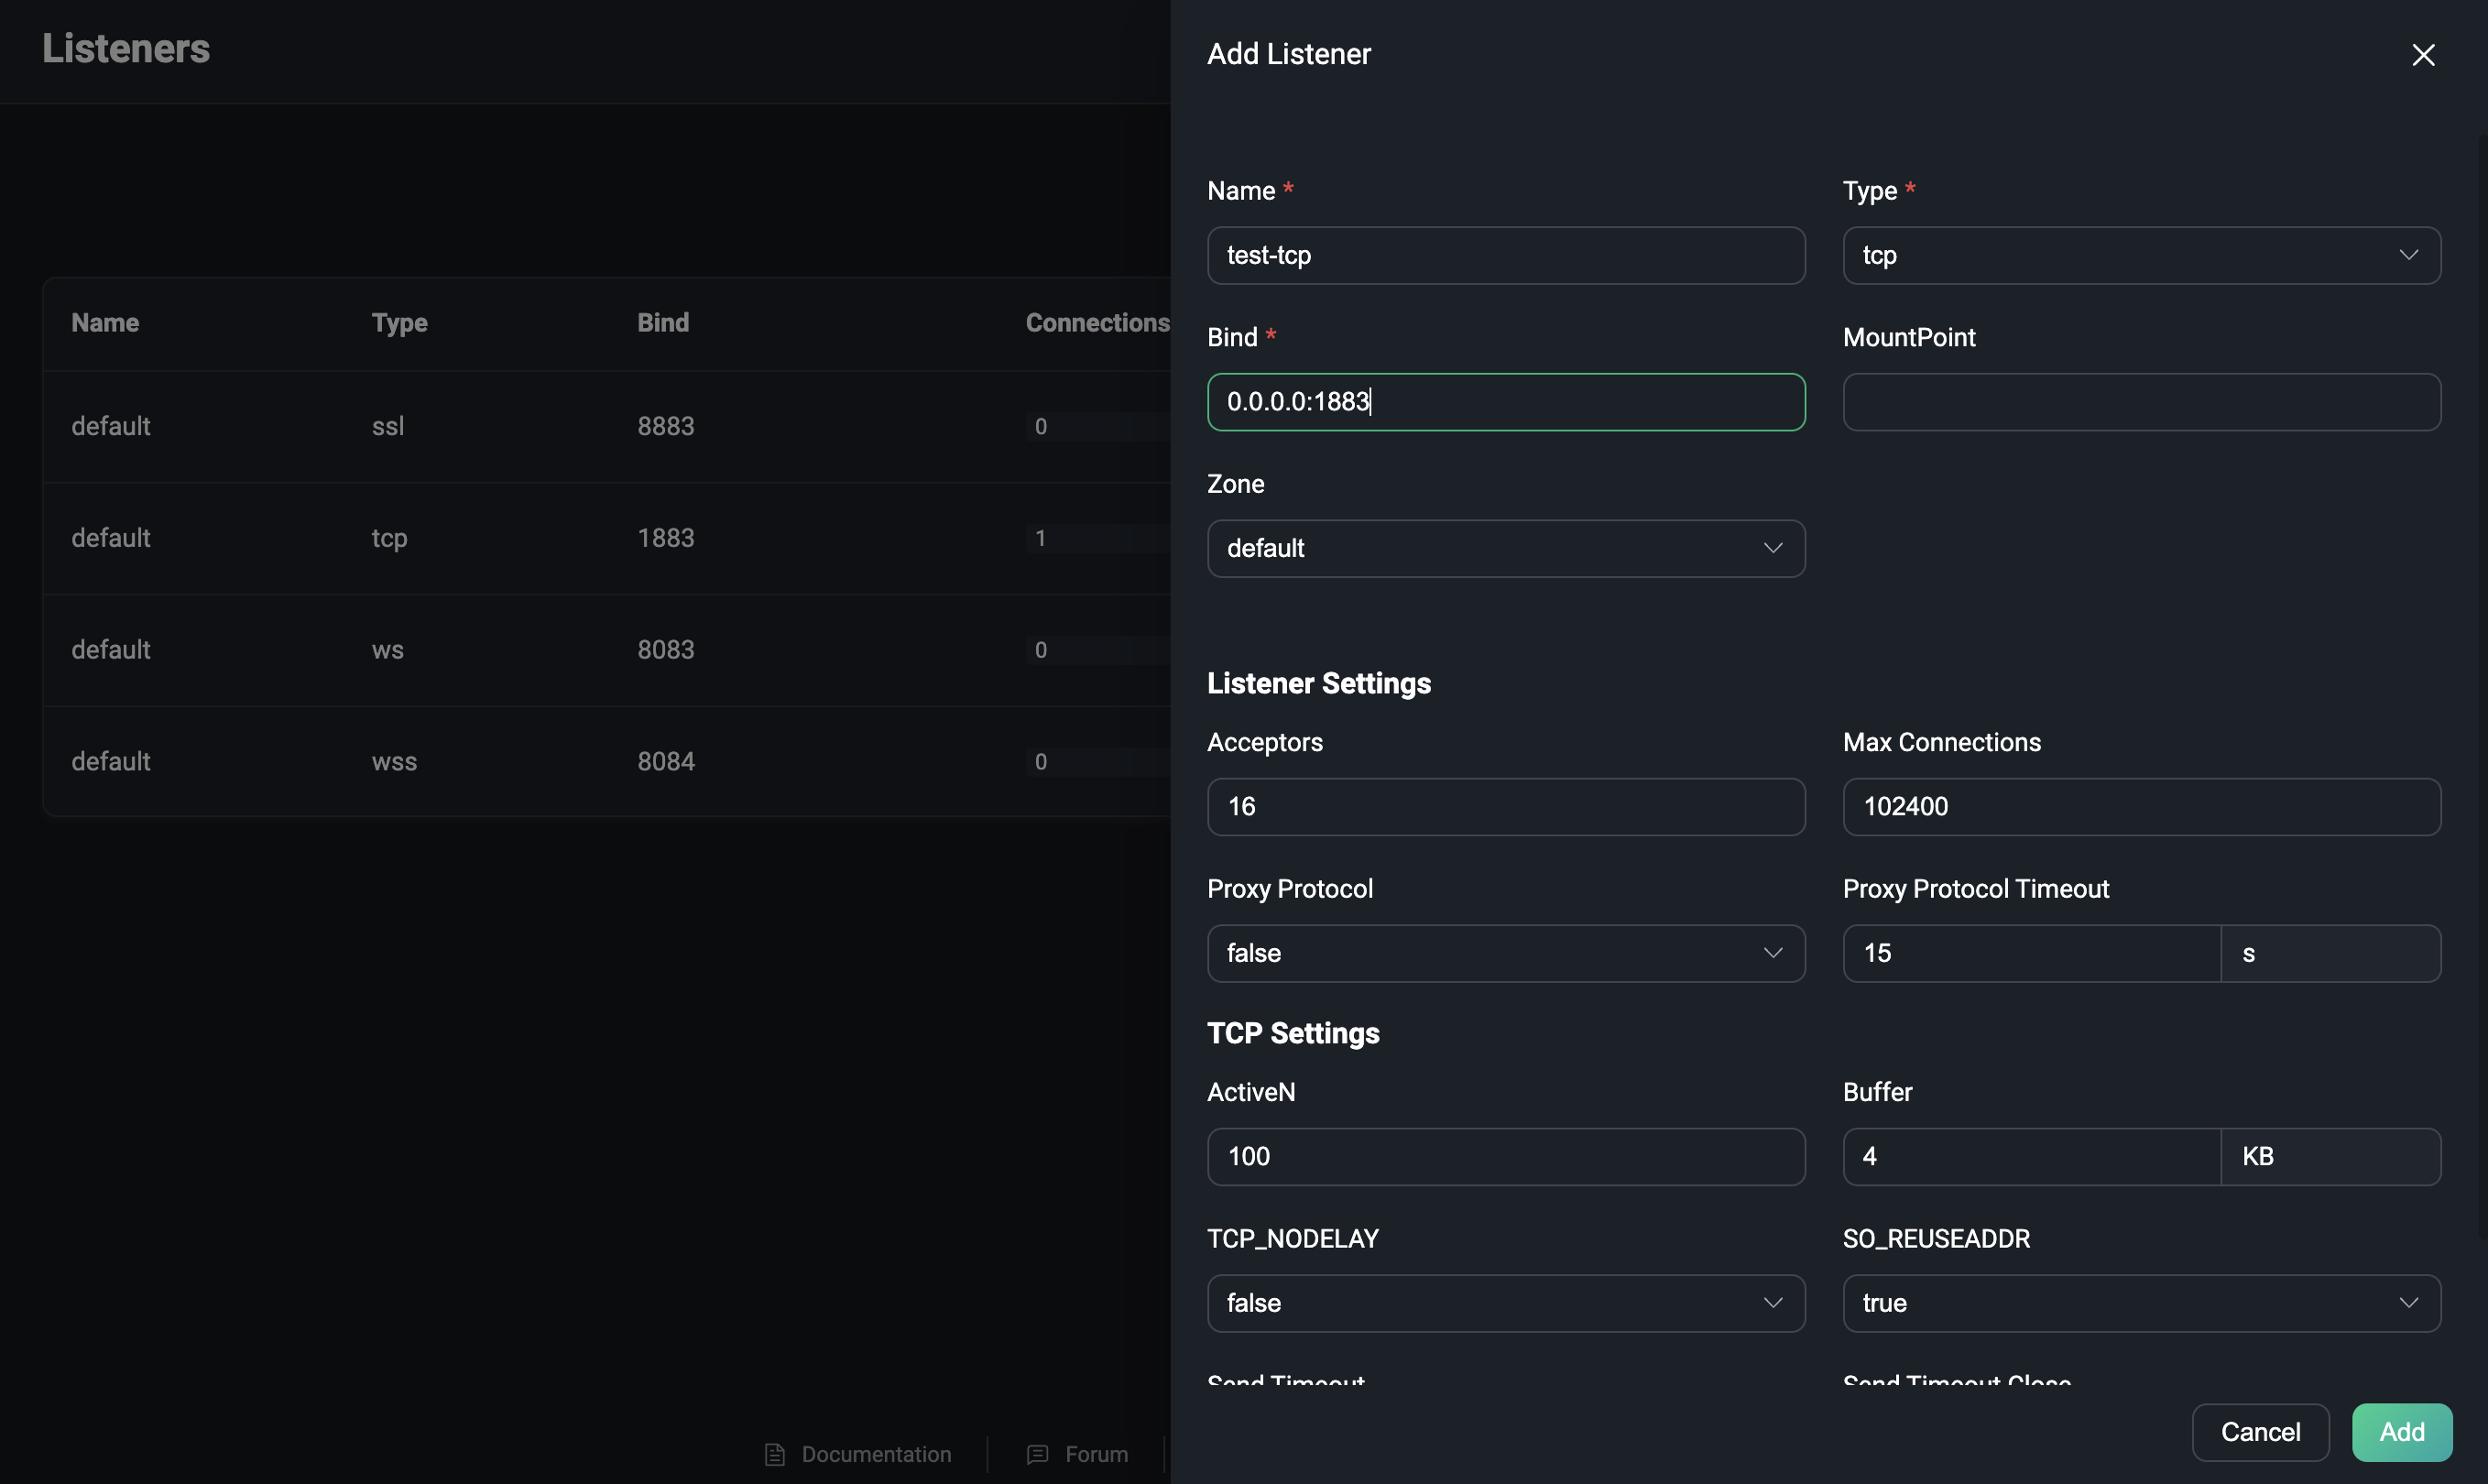 Listeners
Name Type Bind Connections
default ssl 8883 0
default tcp 1883 1
default ws 8083 0
default wss 8084 0
Documentation Forum
Add Listener
Name * Type *
test-tcp tcp
Bind * MountPoint
0.0.0.0:1883
Zone
default
Listener Settings
Acceptors Max Connections
16 102400
Proxy Protocol Proxy Protocol Timeout
false 15 s
TCP Settings
ActiveN Buffer
100 4 KB
TCP_NODELAY SO_REUSEADDR
false true
Send Timeout Send Timeout Close
Cancel Add